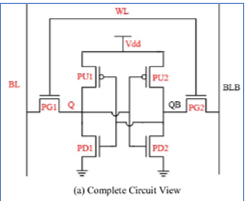 WL
Vdd
BL
PU1 PU2
BLB
Q QB
PG1 PG2
PD1 PD2
(a) Complete Circuit View